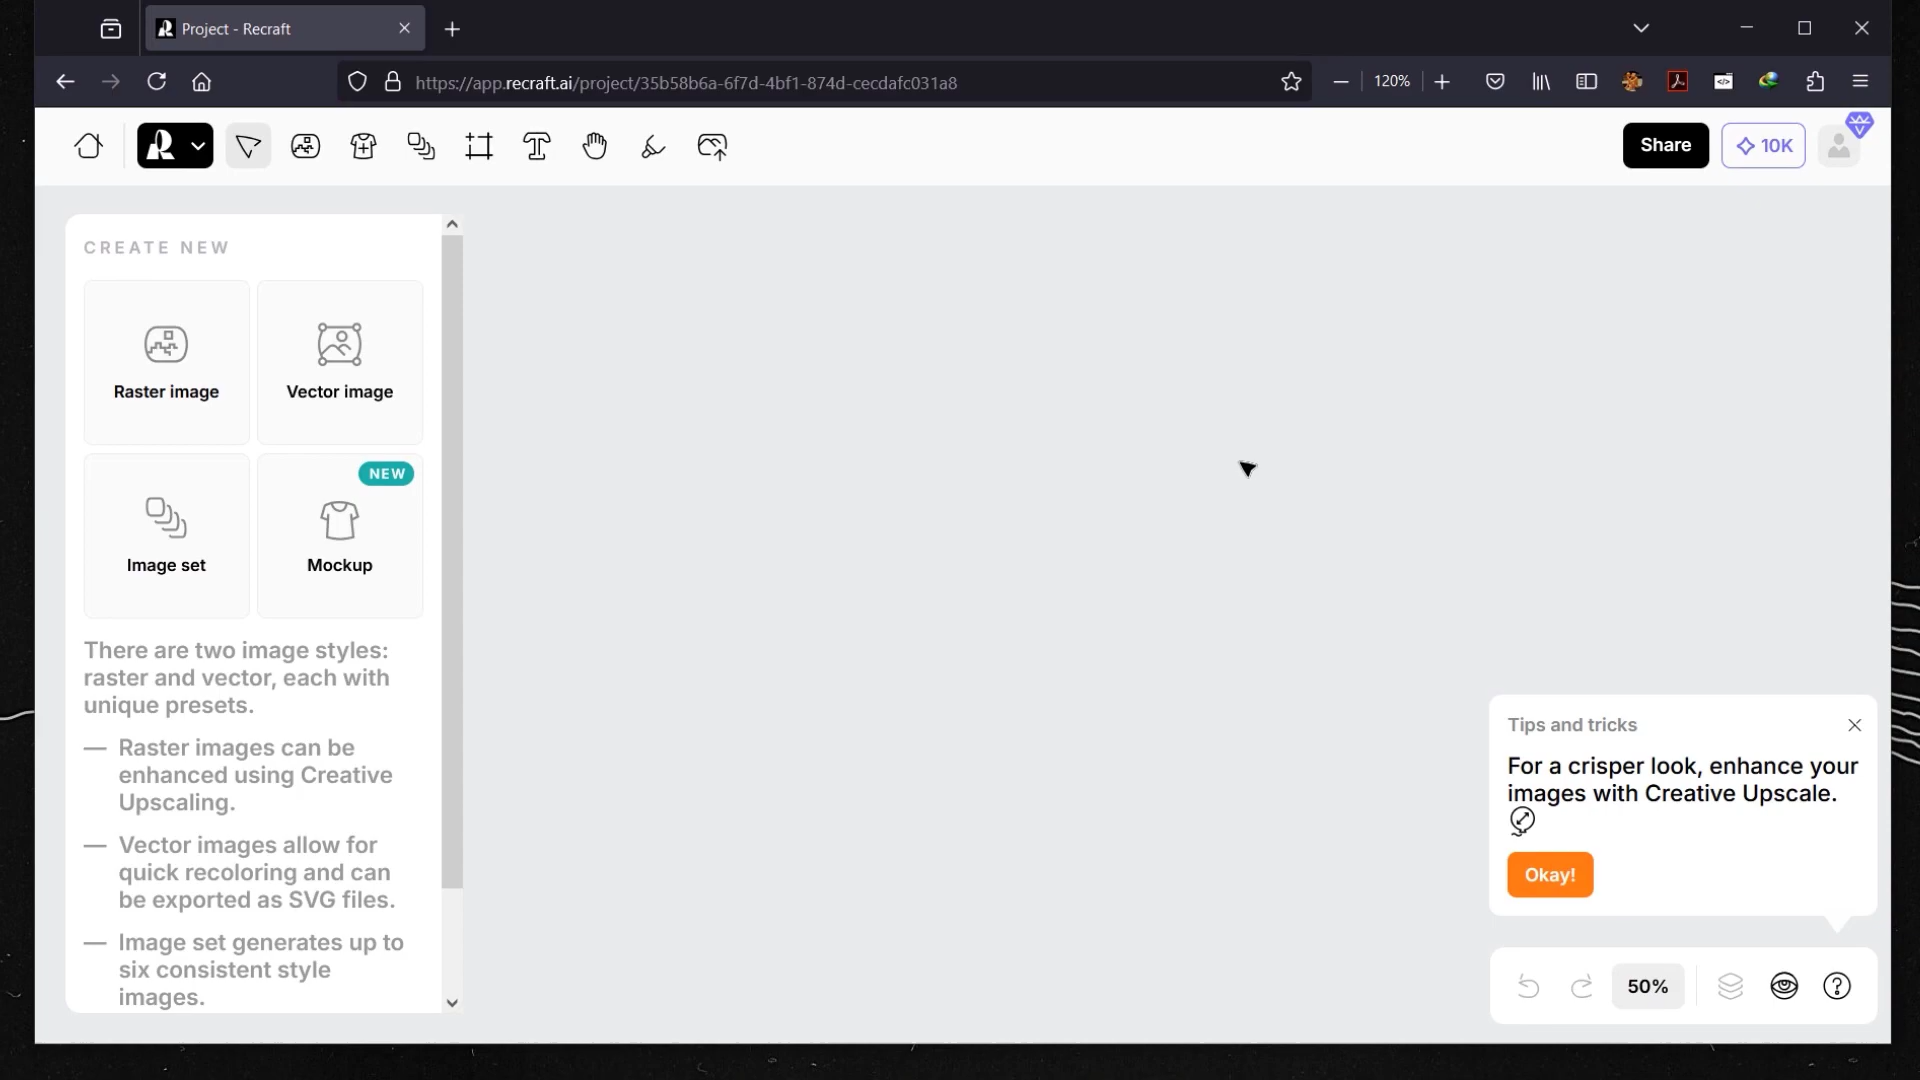 Project - Recraft
https://app.recraft.ai/project/35b58b6a-6f7d-4bf1-874d-cecdafc031a8
120%
Share
10K
CREATE NEW
Raster image
Vector image
NEW
Image set
Mockup
There are two image styles:
raster and vector, each with
unique presets.
— Raster images can be
enhanced using Creative
Upscaling.
— Vector images allow for
quick recoloring and can
be exported as SVG files.
— Image set generates up to
six consistent style
images.
Tips and tricks
For a crisper look, enhance your
images with Creative Upscale.
Okay!
50%